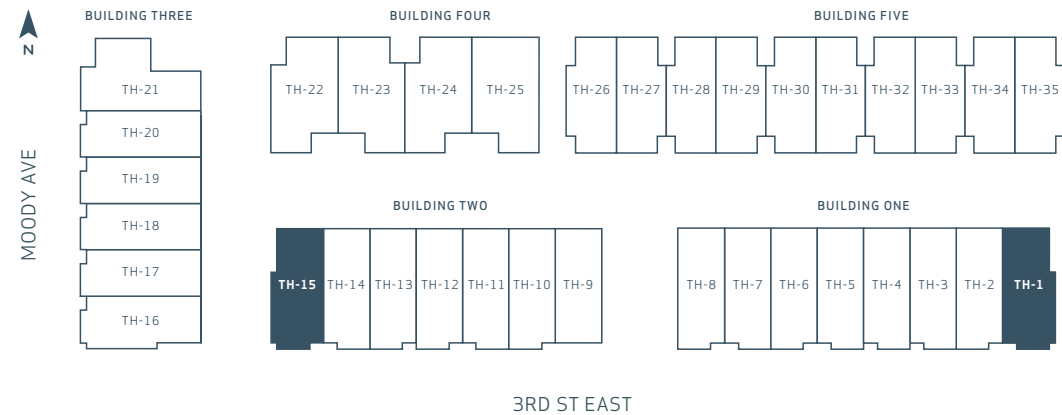 BUILDING THREE
BUILDING FOUR
BUILDING FIVE
N
TH-21
TH-22 TH-23 TH-24 TH-25
TH-26 TH-27 TH-28 TH-29 TH-30 TH-31 TH-32 TH-33 TH-34 TH-35
TH-20
TH-19
TH-18
TH-17
TH-16
MOODY AVE
BUILDING TWO
BUILDING ONE
TH-15 TH-14 TH-13 TH-12 TH-11 TH-10 TH-9
TH-8 TH-7 TH-6 TH-5 TH-4 TH-3 TH-2 TH-1
3RD ST EAST